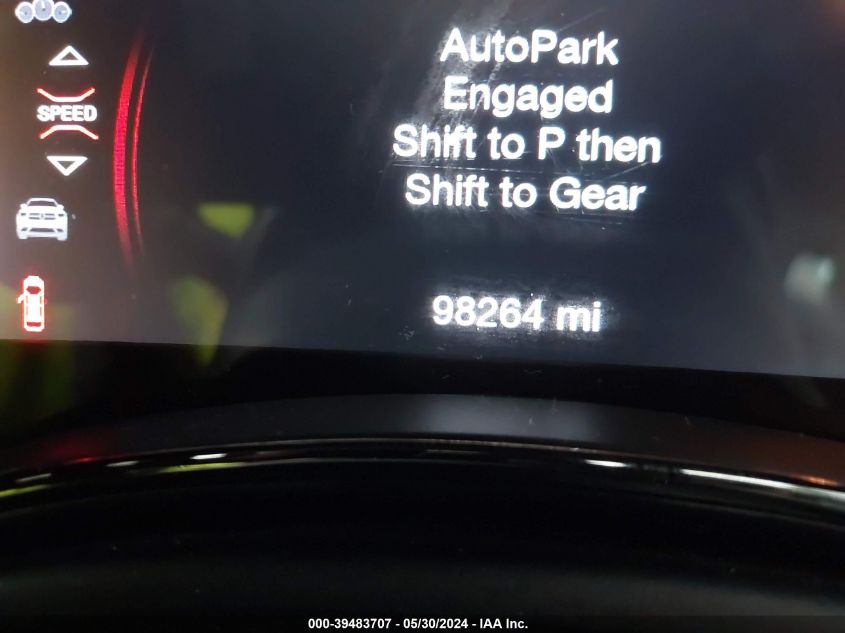 AutoPark
Engaged
Shift to P then
Shift to Gear
SPEED
98264 mi
000-39483707 - 05/30/2024 - IAA Inc.